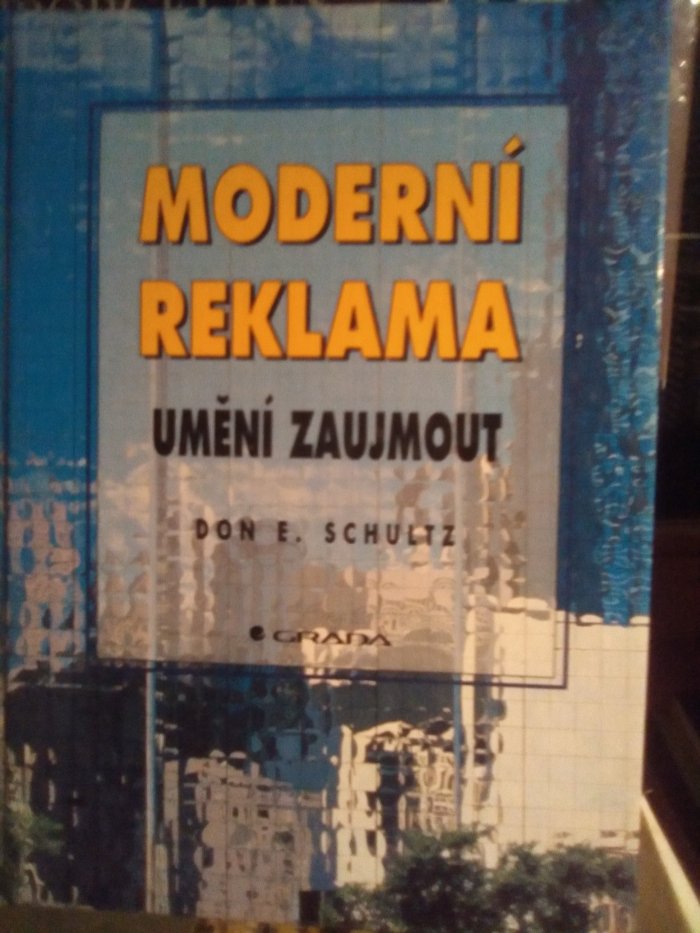 MODERNÍ
REKLAMA
UMĚNÍ ZAUJMOUT
DON E. SCHULTZ
GRADA